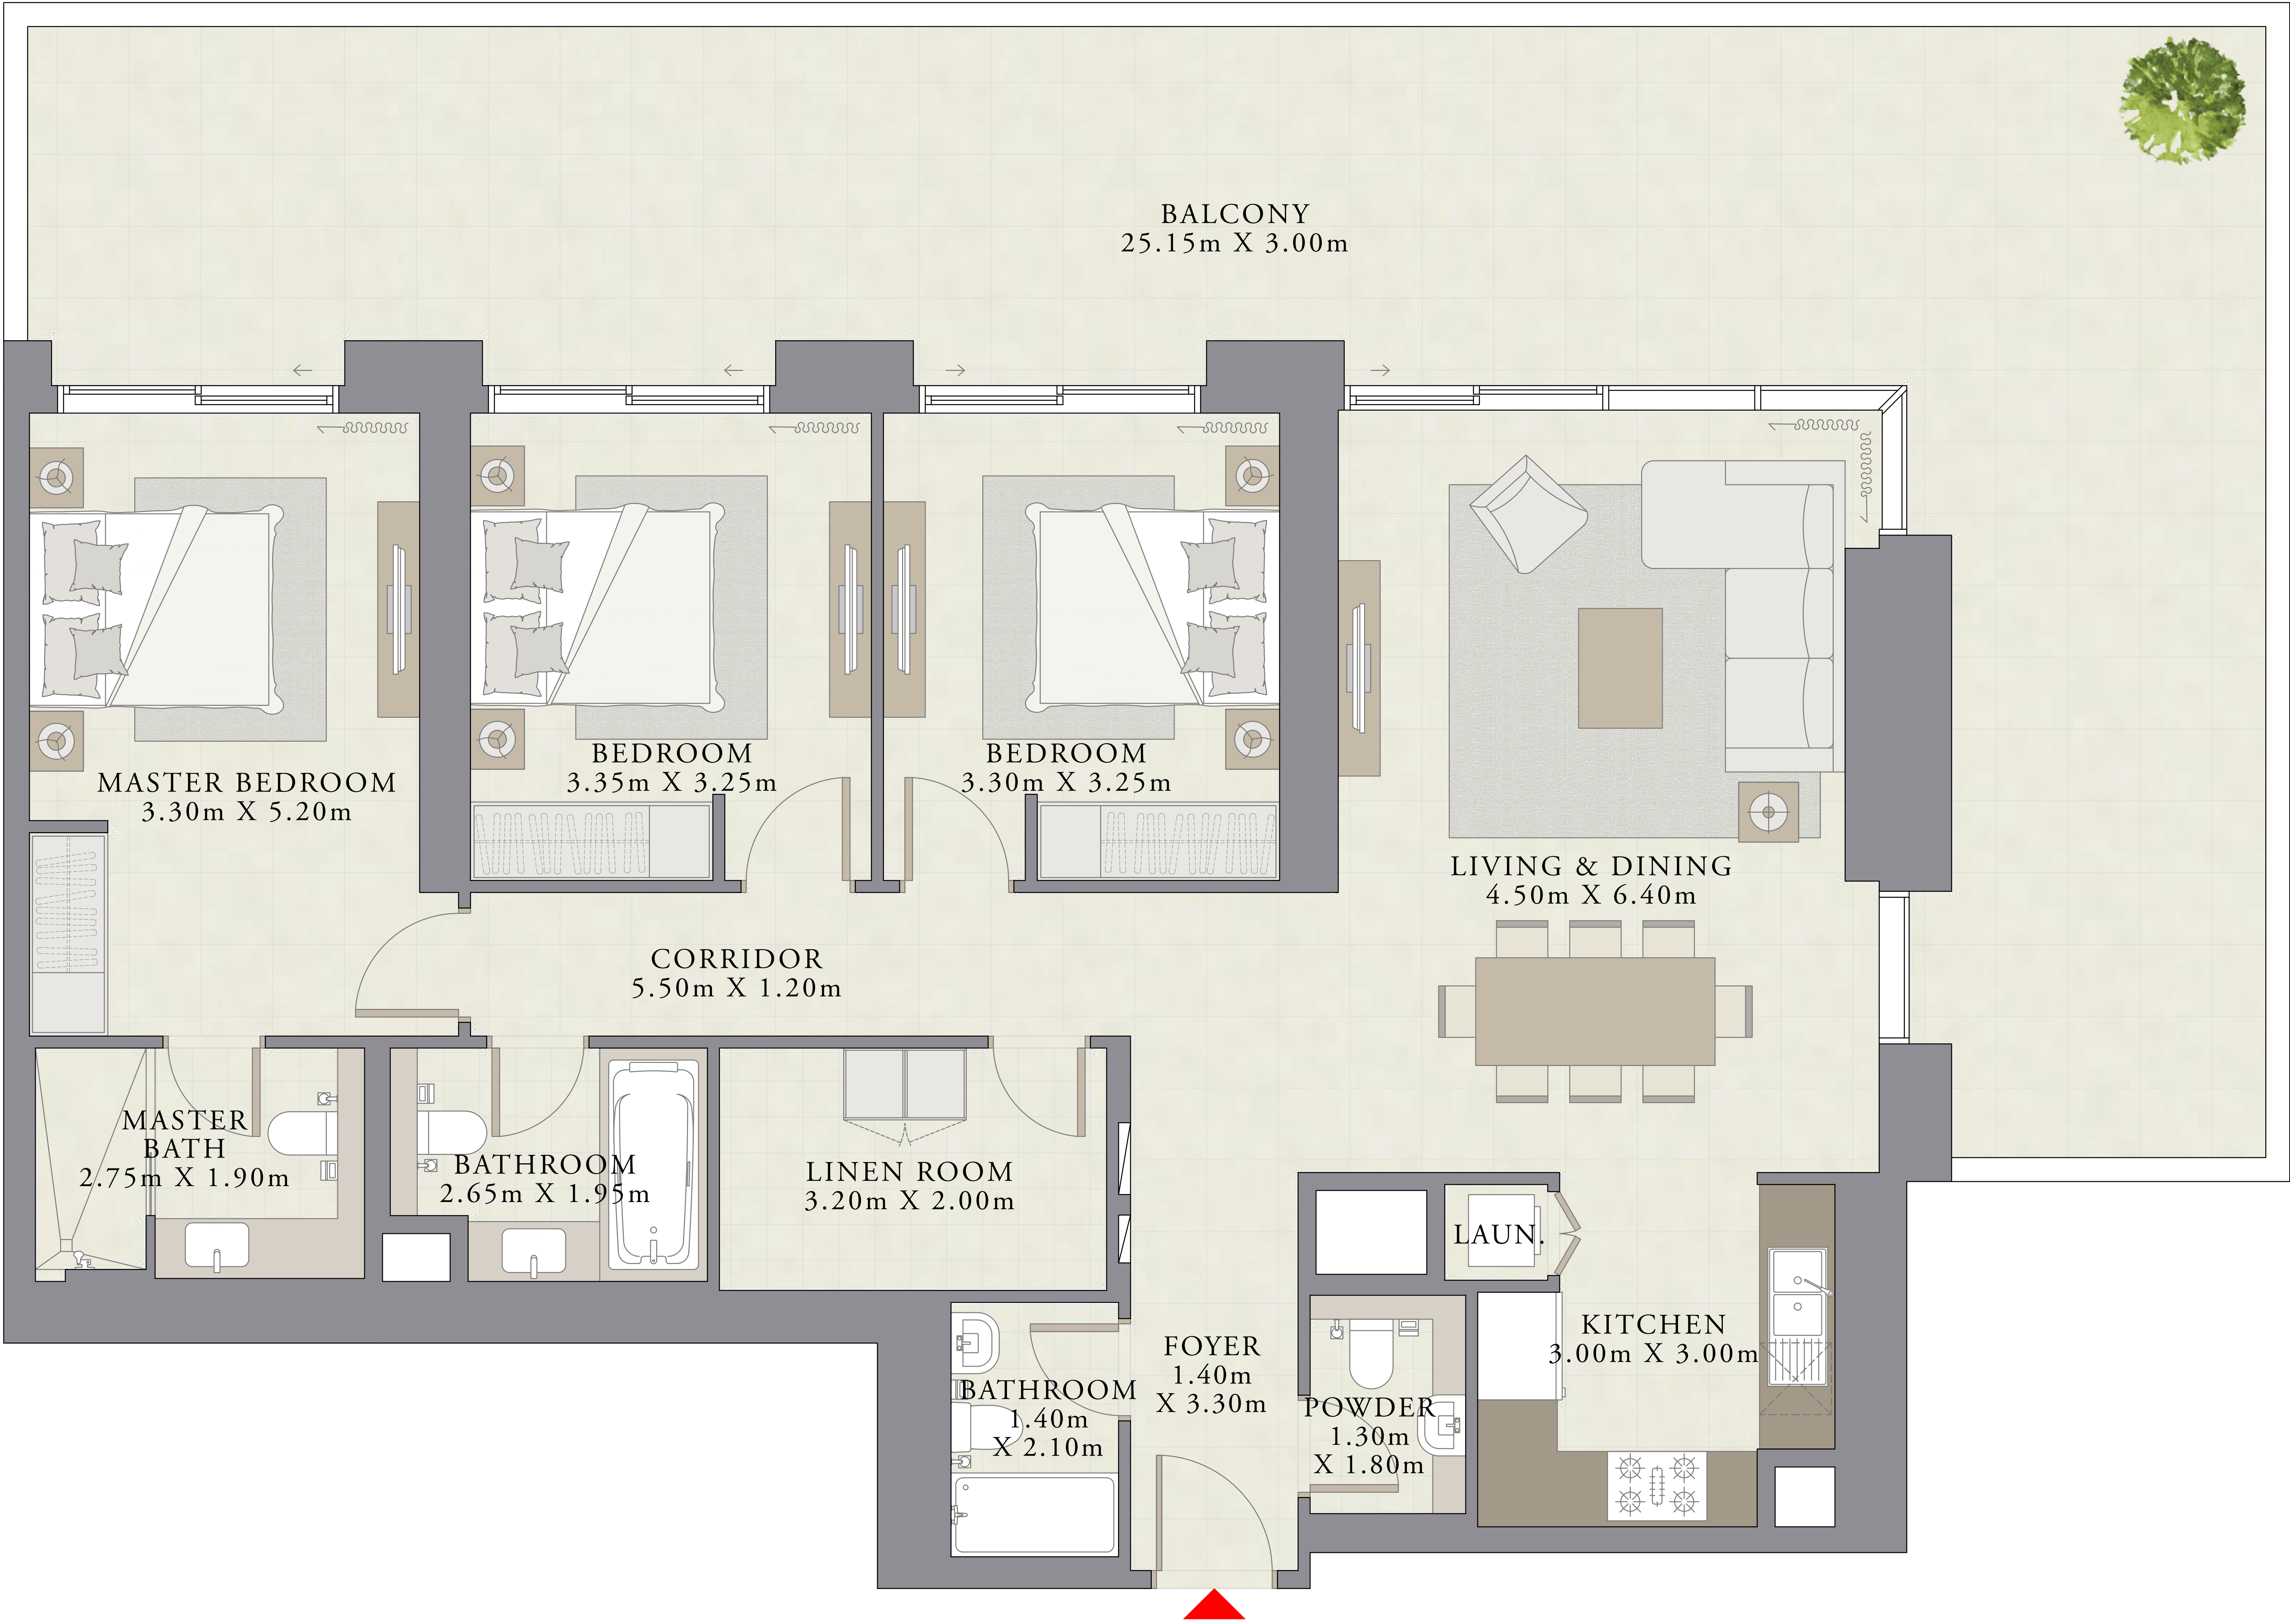 BALCONY
25.15m X 3.00m
MASTER BEDROOM
3.30m X 5.20m
BEDROOM
3.35m X 3.25m
BEDROOM
3.30m X 3.25m
LIVING & DINING
4.50m X 6.40m
CORRIDOR
5.50m X 1.20m
MASTER
BATH
2.75m X 1.90m
BATHROOM
2.65m X 1.95m
LINEN ROOM
3.20m X 2.00m
LAUN.
KITCHEN
3.00m X 3.00m
FOYER
1.40m
X 3.30m
BATHROOM
1.40m
X 2.10m
POWDER
1.30m
X 1.80m